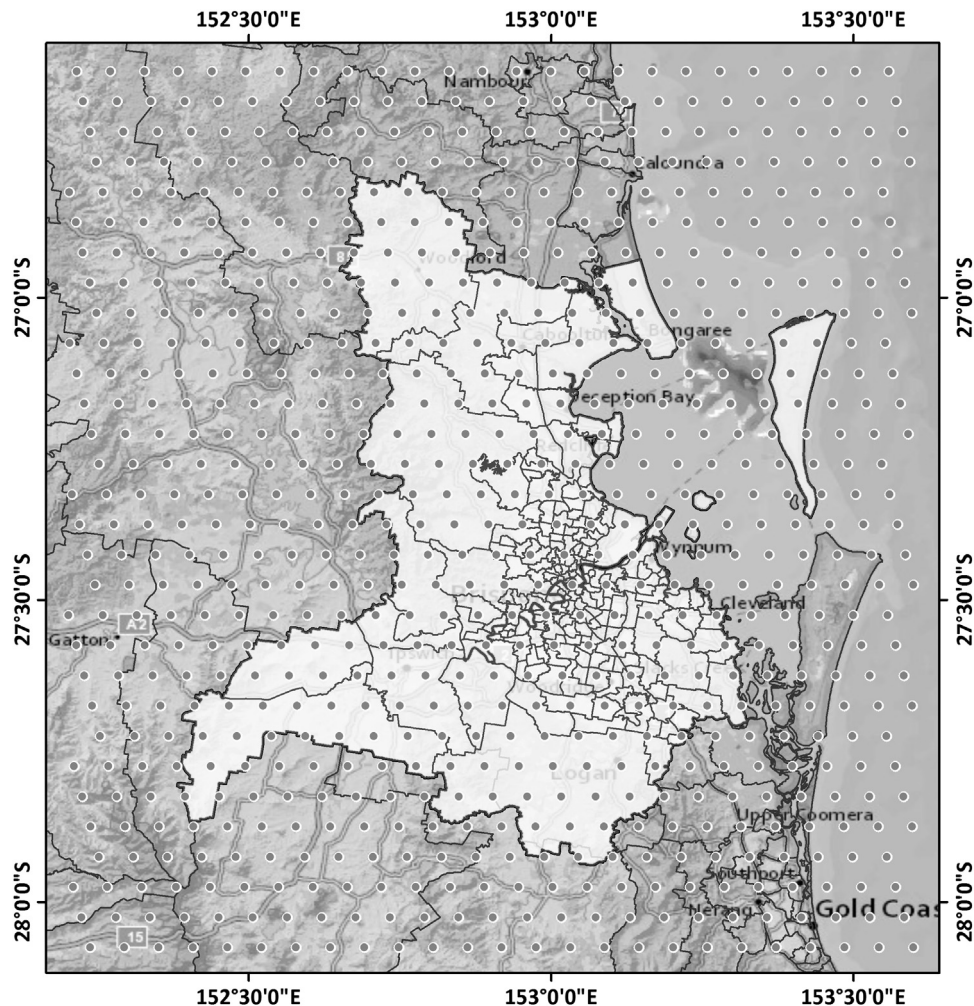 152°30'0"E
153°0'0"E
153°30'0"E
Nambour
Caloundra
Woodford
27°0'0"S
27°0'0"S
Caboolture
Bongaree
Deception Bay
Wynnum
27°30'0"S
27°30'0"S
Cleveland
A2
Gatton
Ipswich
Slacks Creek
Woodridge
Logan
Upper Coomera
Southport
28°0'0"S
28°0'0"S
Nerang
Gold Coas
15
152°30'0"E
153°0'0"E
153°30'0"E